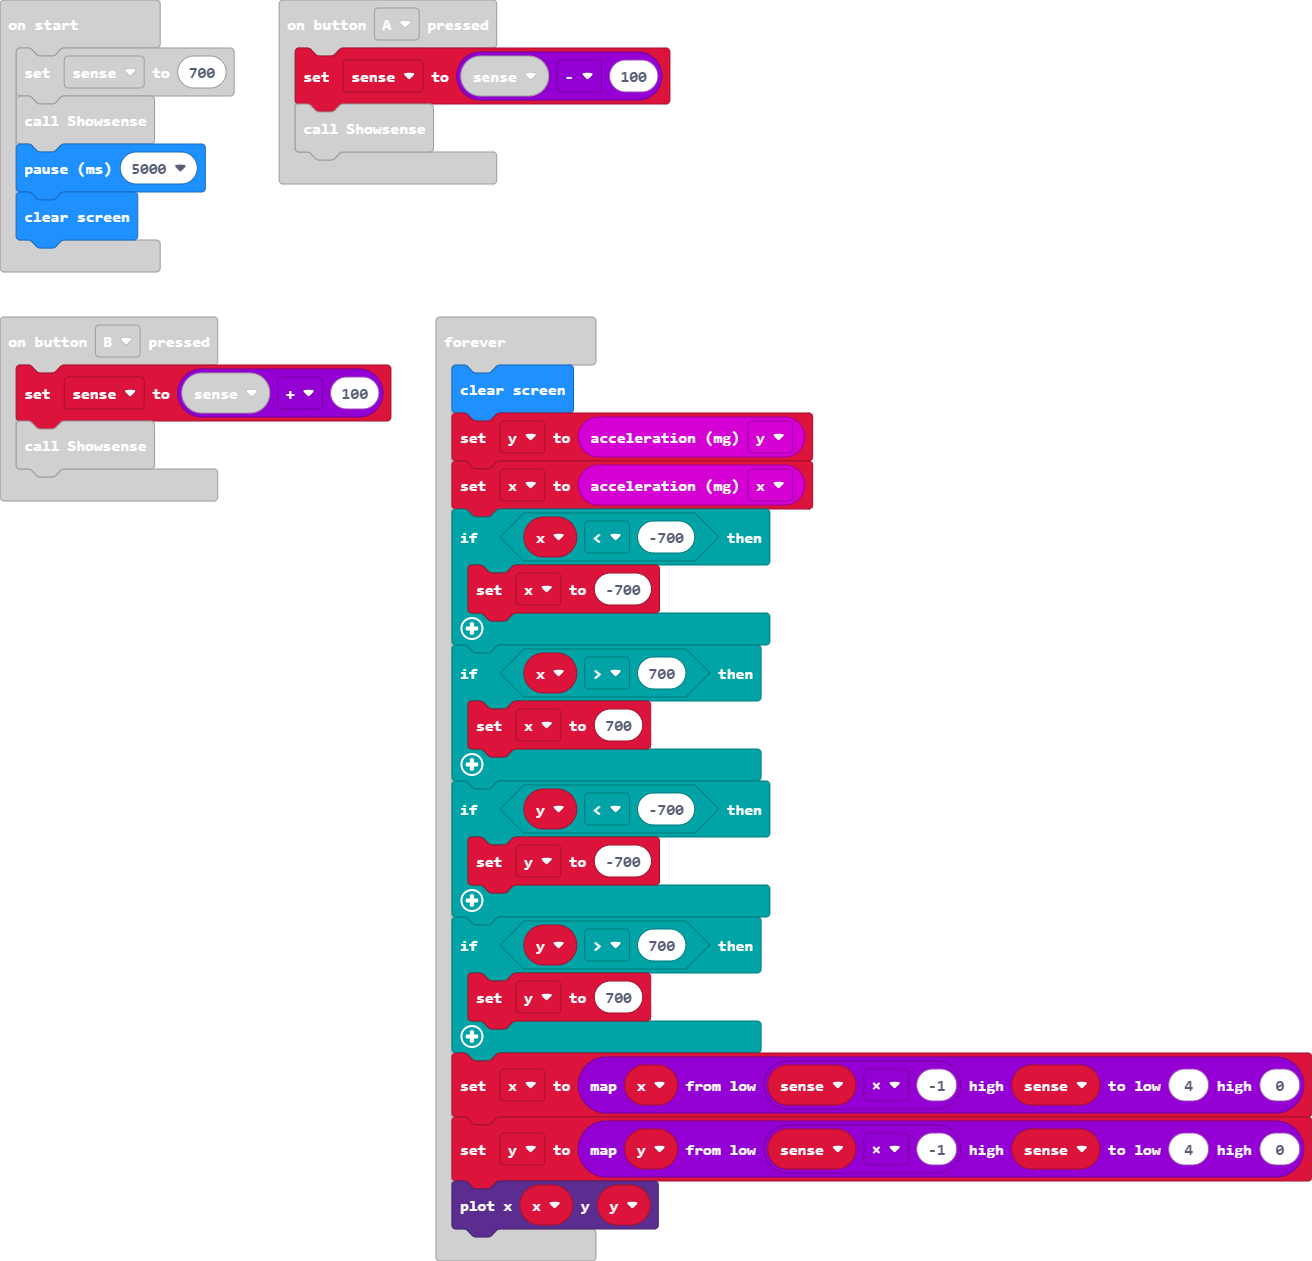 on start
set sense to 700
call Showsense
pause (ms) 5000
clear screen
on button A pressed
set sense to sense - 100
call Showsense
on button B pressed
set sense to sense + 100
call Showsense
forever
clear screen
set y to acceleration (mg) y
set x to acceleration (mg) x
if x < -700 then
set x to -700
if x > 700 then
set x to 700
if y < -700 then
set y to -700
if y > 700 then
set y to 700
set x to map x from low sense × -1 high sense to low 4 high 0
set y to map y from low sense × -1 high sense to low 4 high 0
plot x x y y